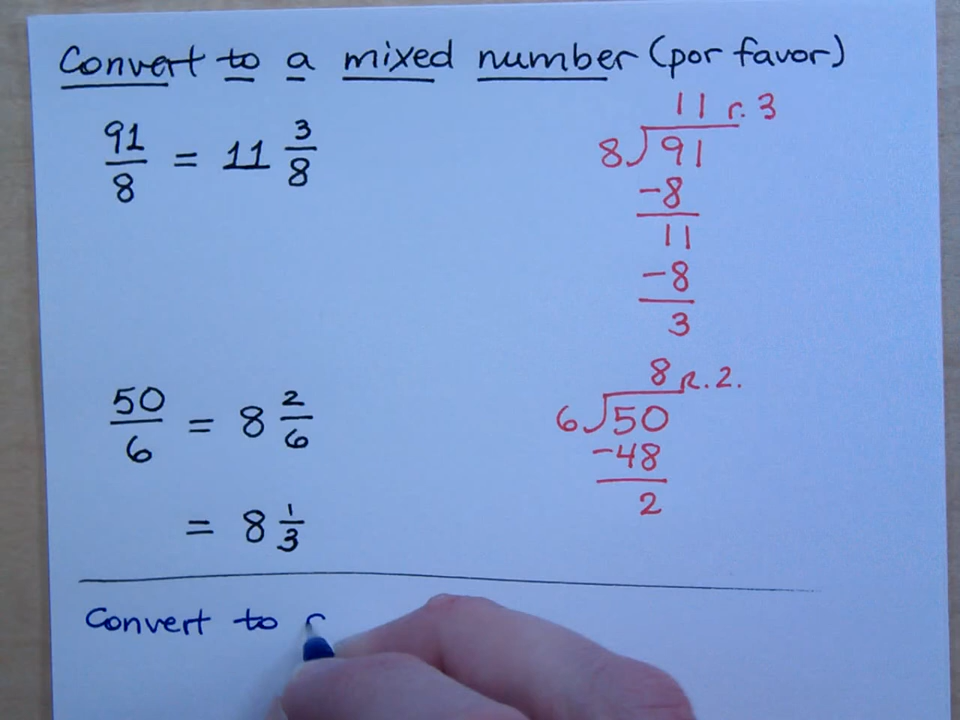 Convert to a mixed number (por favor)
91/8 = 11 3/8
11 r. 3
8)91
-8
11
-8
3
50/6 = 8 2/6
= 8 1/3
8 R. 2.
6)50
-48
2
Convert to